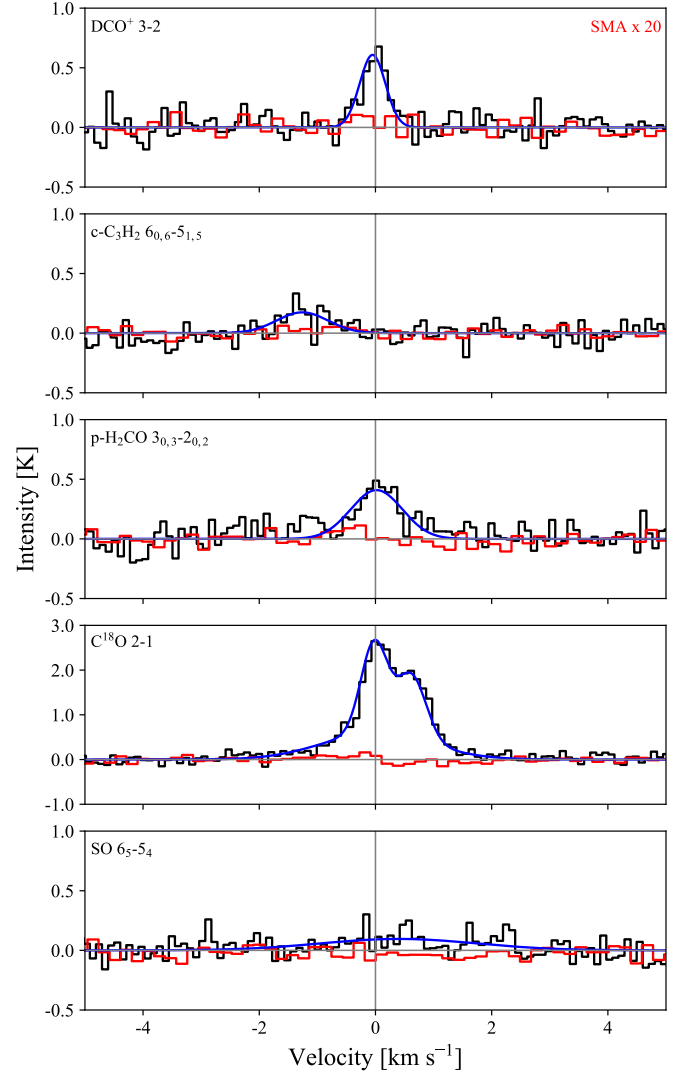 1.0
DCO⁺ 3-2
SMA x 20
0.5
0.0
-0.5
1.0
c-C₃H₂ 6₀,₆-5₁,₅
0.5
0.0
-0.5
1.0
p-H₂CO 3₀,₃-2₀,₂
0.5
0.0
-0.5
3.0
C¹⁸O 2-1
2.0
1.0
0.0
-1.0
1.0
SO 6₅-5₄
0.5
0.0
-0.5
-4 -2 0 2 4
Intensity [K]
Velocity [km s⁻¹]